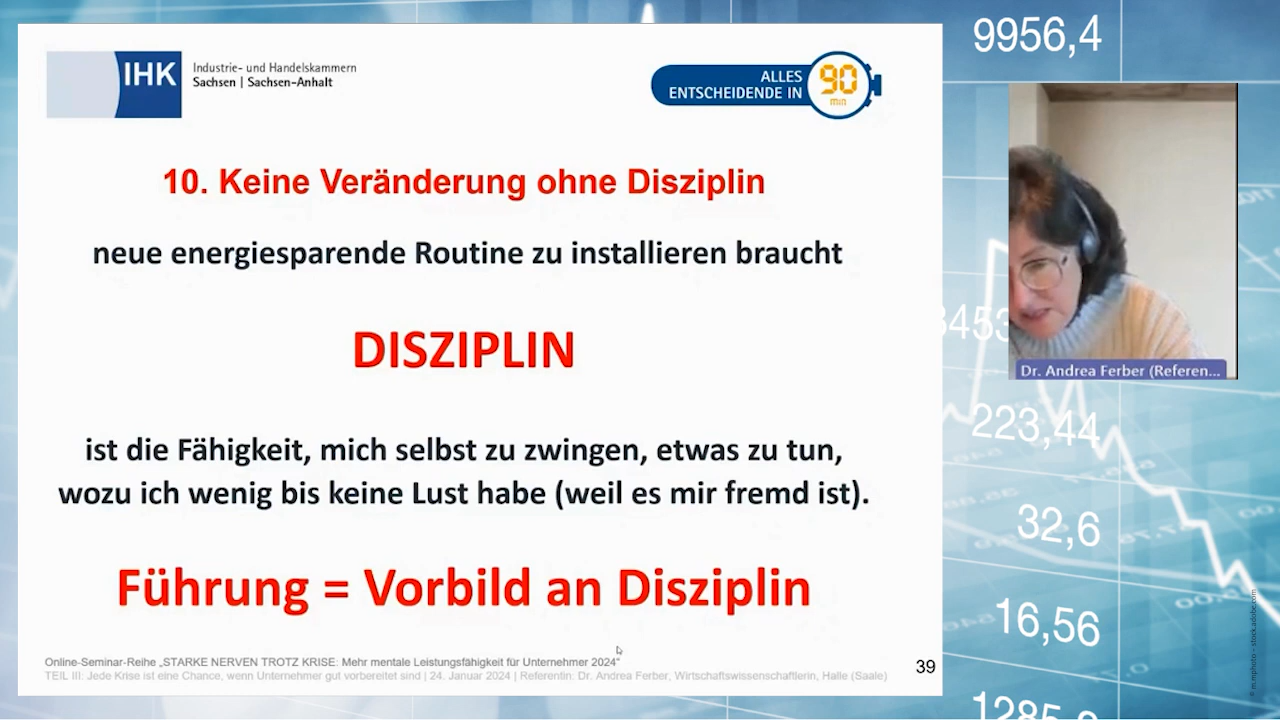 9956,4
IHK
Industrie- und Handelskammern
Sachsen | Sachsen-Anhalt
ALLES
ENTSCHEIDENDE IN
90
min
10. Keine Veränderung ohne Disziplin
neue energiesparende Routine zu installieren braucht
DISZIPLIN
ist die Fähigkeit, mich selbst zu zwingen, etwas zu tun,
wozu ich wenig bis keine Lust habe (weil es mir fremd ist).
Führung = Vorbild an Disziplin
Online-Seminar-Reihe „STARKE NERVEN TROTZ KRISE: Mehr mentale Leistungsfähigkeit für Unternehmer 2024“
TEIL III: Jede Krise ist eine Chance, wenn Unternehmer gut vorbereitet sind | 24. Januar 2024 | Referentin: Dr. Andrea Ferber, Wirtschaftswissenschaftlerin, Halle (Saale)
39
Dr. Andrea Ferber (Referen...
223,44
32,6
16,56